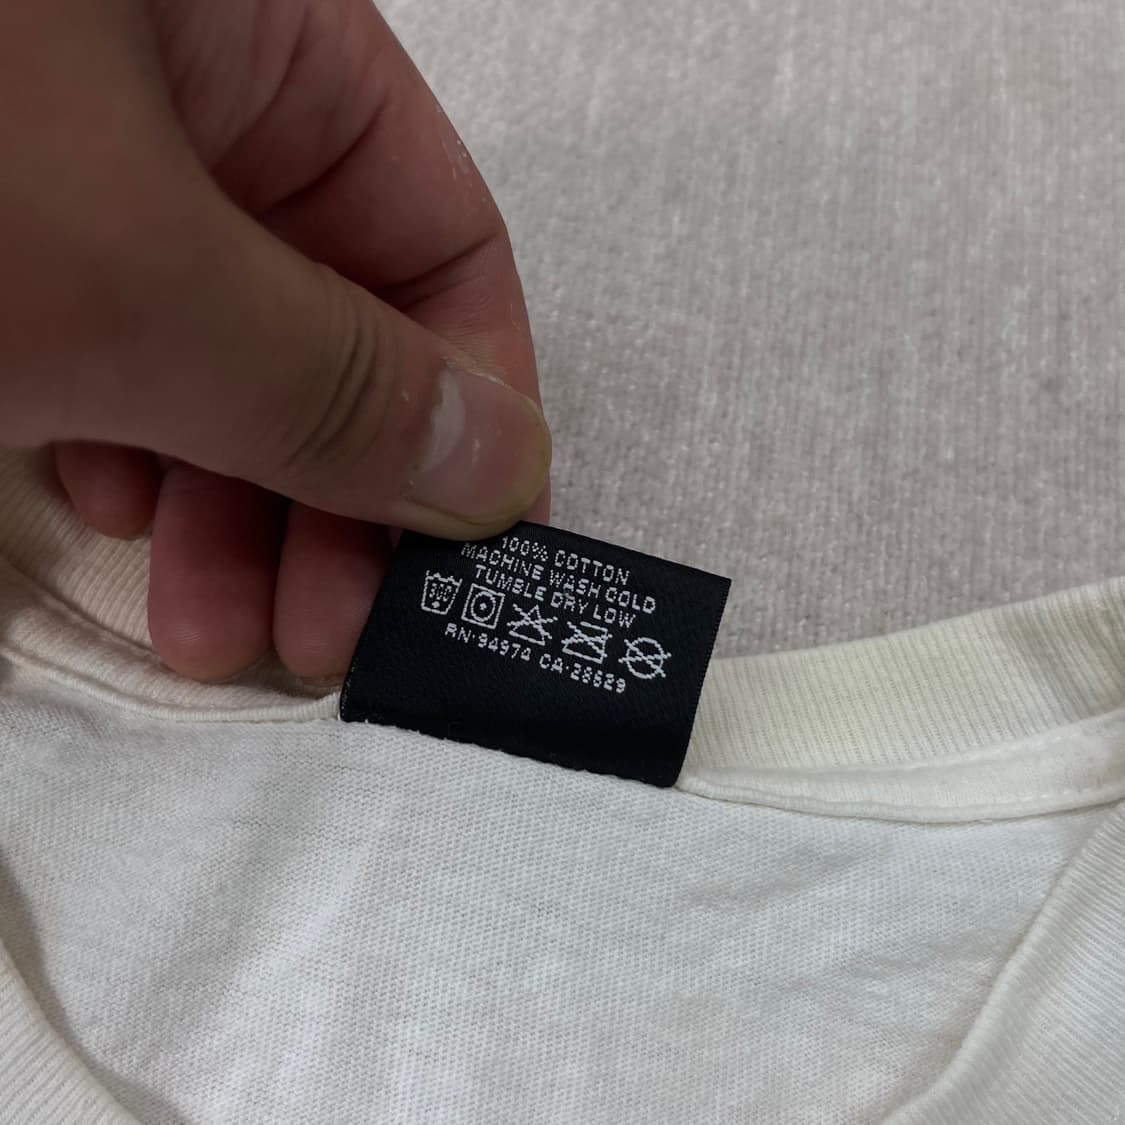 100% COTTON
MACHINE WASH COLD
TUMBLE DRY LOW
RN·94974 CA·28529